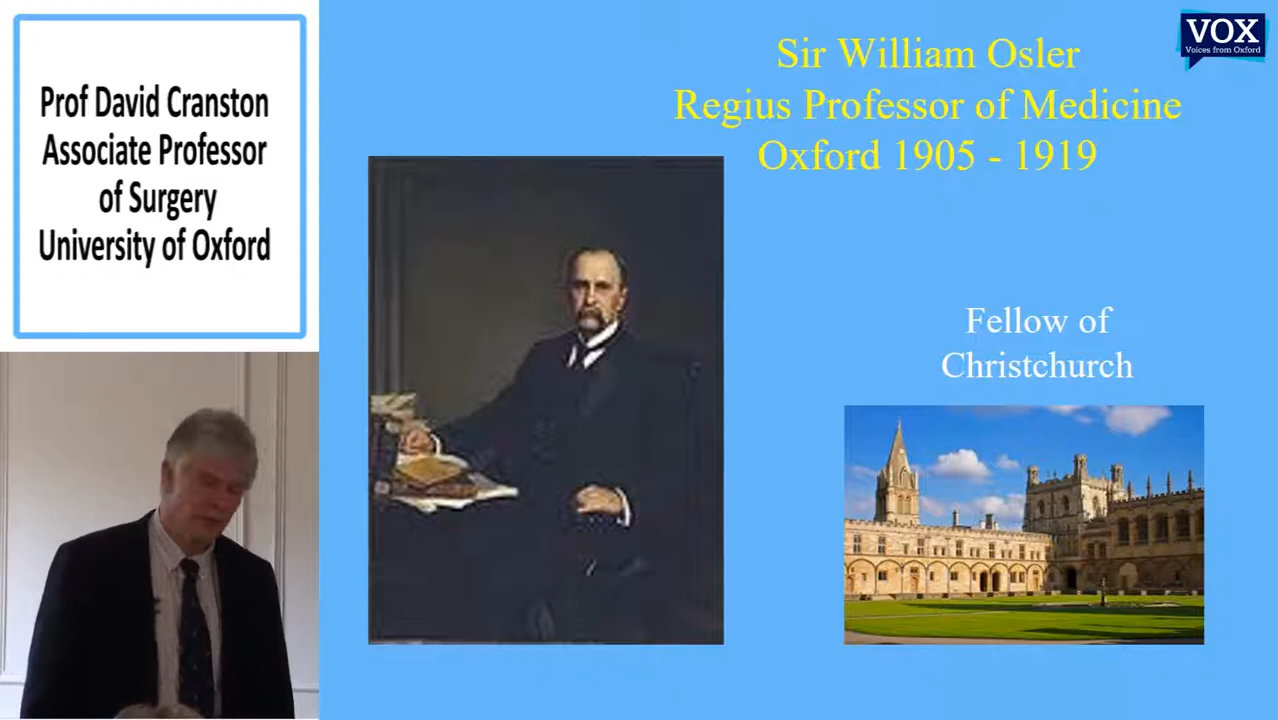 Prof David Cranston
Associate Professor
of Surgery
University of Oxford
Sir William Osler
Regius Professor of Medicine
Oxford 1905 - 1919
VOX
Voices from Oxford
Fellow of
Christchurch